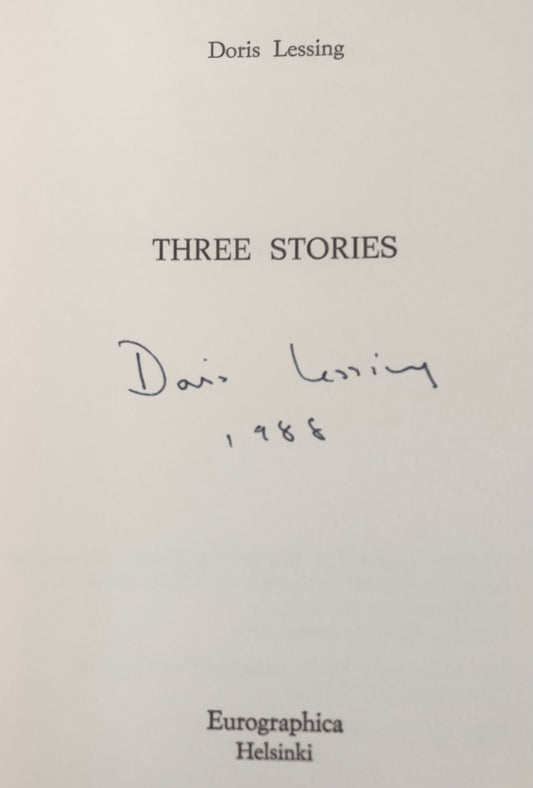 Doris Lessing
THREE STORIES
Doris Lessing
1988
Eurographica
Helsinki